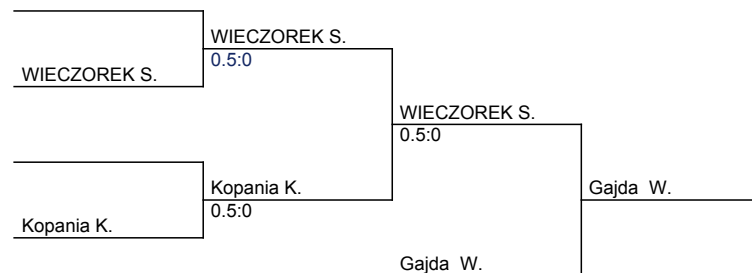 WIECZOREK S.
0.5:0
WIECZOREK S.
WIECZOREK S.
0.5:0
Kopania K.
0.5:0
Kopania K.
Gajda W.
Gajda W.